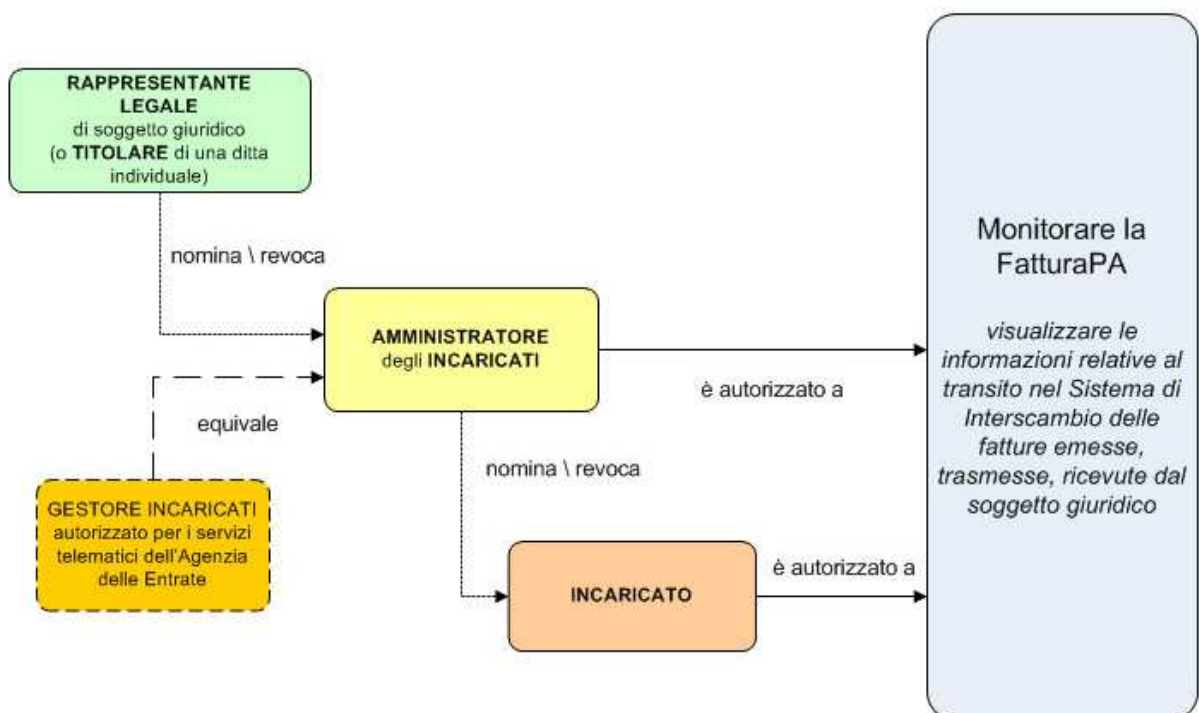 RAPPRESENTANTE
LEGALE
di soggetto giuridico
(o TITOLARE di una ditta
individuale)
nomina \ revoca
AMMINISTRATORE
degli INCARICATI
è autorizzato a
equivale
GESTORE INCARICATI
autorizzato per i servizi
telematici dell'Agenzia
delle Entrate
nomina \ revoca
INCARICATO
è autorizzato a
Monitorare la
FatturaPA
visualizzare le
informazioni relative al
transito nel Sistema di
Interscambio delle
fatture emesse,
trasmesse, ricevute dal
soggetto giuridico